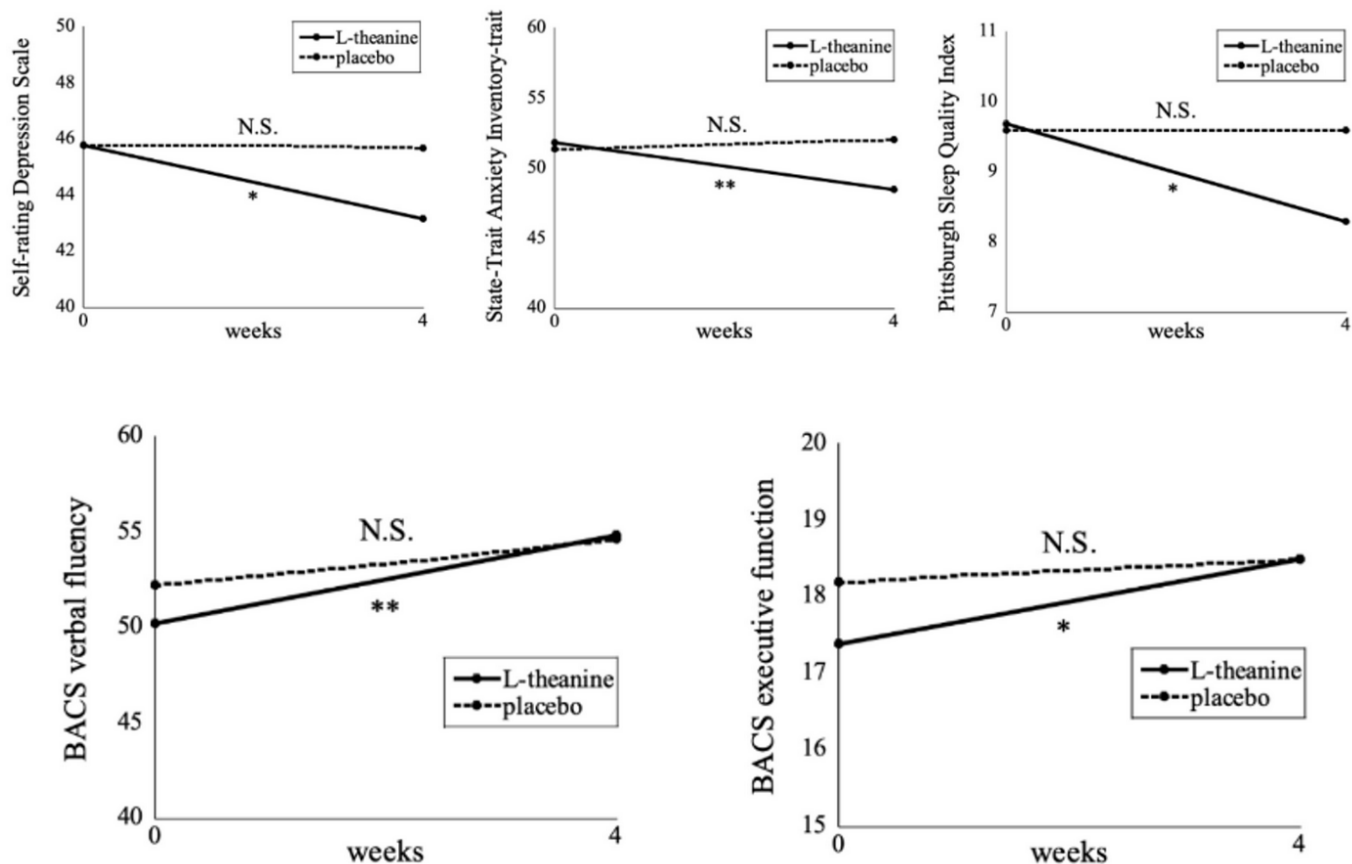 Self-rating Depression Scale
50
48
46
44
42
40
L-theanine
placebo
N.S.
*
0
4
weeks
State-Trait Anxiety Inventory-trait
60
55
50
45
40
L-theanine
placebo
N.S.
**
0
4
weeks
Pittsburgh Sleep Quality Index
11
10
9
8
7
L-theanine
placebo
N.S.
*
0
4
weeks
BACS verbal fluency
60
55
50
45
40
N.S.
**
L-theanine
placebo
0
4
weeks
BACS executive function
20
19
18
17
16
15
N.S.
*
L-theanine
placebo
0
4
weeks